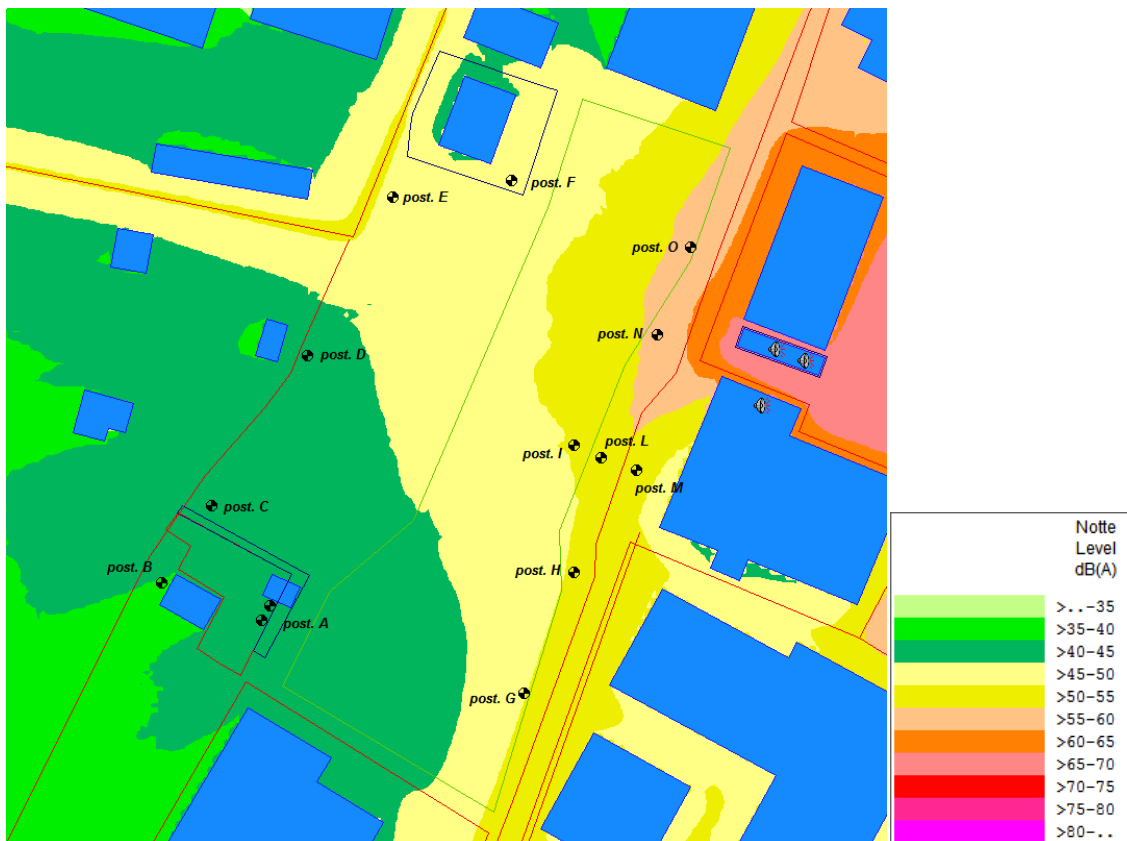 post. F
post. E
post. O
post. N
post. D
post. L
post. I
post. M
post. C
post. B
post. H
post. A
post. G
Notte
Level
dB(A)
>..-35
>35-40
>40-45
>45-50
>50-55
>55-60
>60-65
>65-70
>70-75
>75-80
>80-..